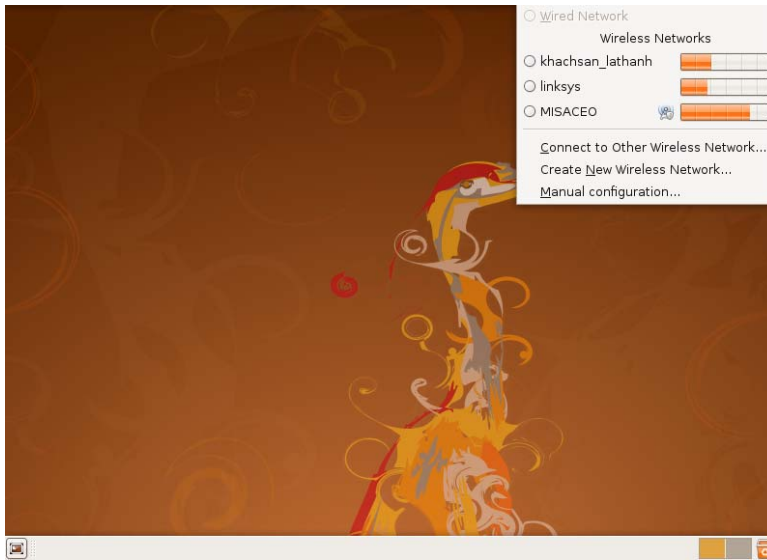 Wired Network
Wireless Networks
khachsan_lathanh
linksys
MISACEO
Connect to Other Wireless Network...
Create New Wireless Network...
Manual configuration...